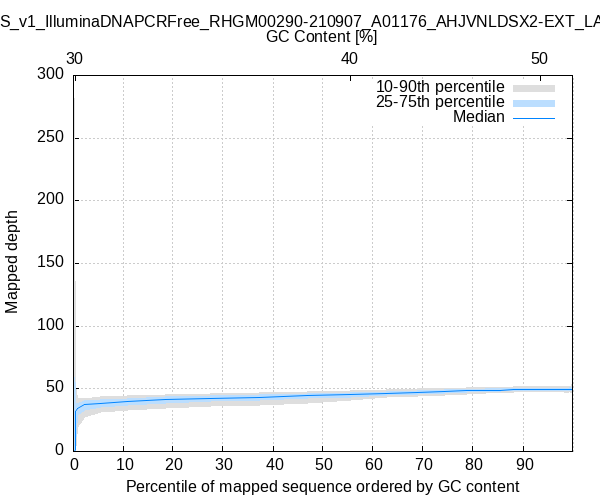 S_v1_IlluminaDNAPCRFree_RHGM00290-210907_A01176_AHJVNLDSX2-EXT_LA
GC Content [%]
30 40 50
300
10-90th percentile
25-75th percentile
Median
250
200
150
100
50
0
Mapped depth
0 10 20 30 40 50 60 70 80 90
Percentile of mapped sequence ordered by GC content